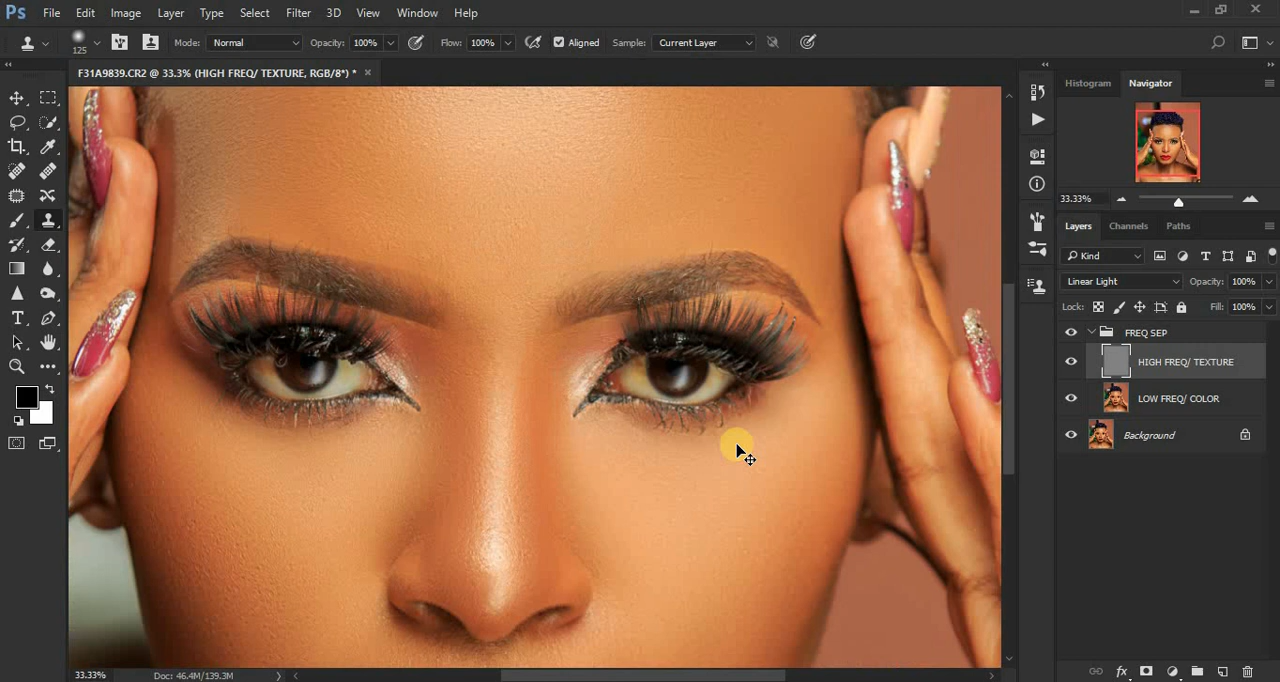 Ps File Edit Image Layer Type Select Filter 3D View Window Help
125 Mode: Normal Opacity: 100% Flow: 100% Aligned Sample: Current Layer
F31A9839.CR2 @ 33.3% (HIGH FREQ/ TEXTURE, RGB/8*) * ×
Histogram Navigator
33.33%
Layers Channels Paths
Kind
Linear Light Opacity: 100%
Lock: Fill: 100%
FREQ SEP
HIGH FREQ/ TEXTURE
LOW FREQ/ COLOR
Background
33.33% Doc: 46.4M/139.3M